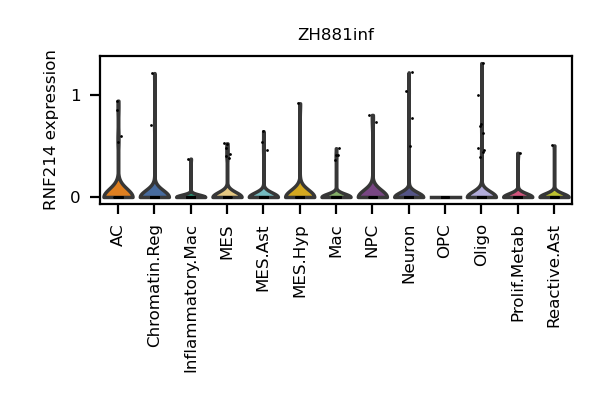 ZH881inf
RNF214 expression
1
0
AC
Chromatin.Reg
Inflammatory.Mac
MES
MES.Ast
MES.Hyp
Mac
NPC
Neuron
OPC
Oligo
Prolif.Metab
Reactive.Ast